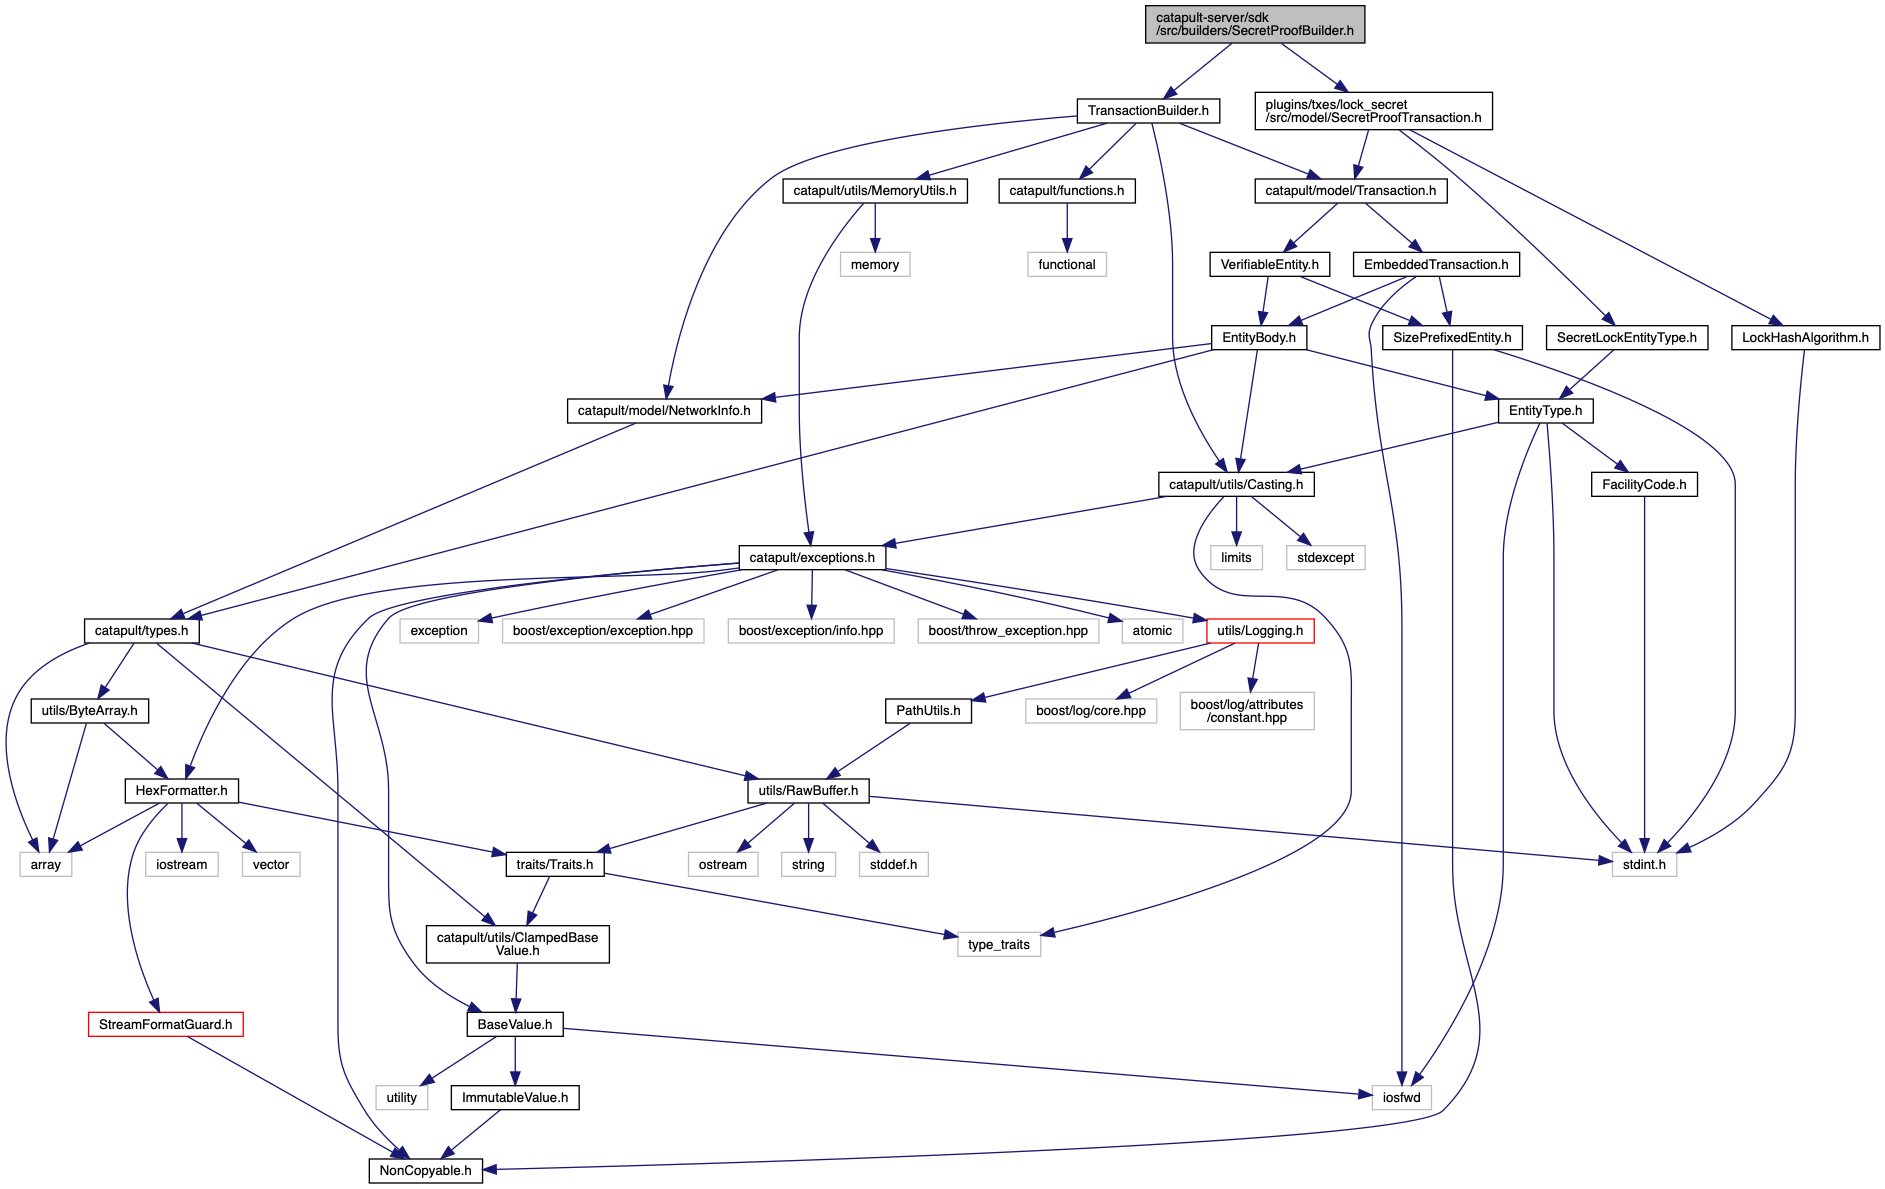 catapult-server/sdk
/src/builders/SecretProofBuilder.h
TransactionBuilder.h
plugins/txes/lock_secret
/src/model/SecretProofTransaction.h
catapult/utils/MemoryUtils.h
catapult/functions.h
catapult/model/Transaction.h
memory
functional
VerifiableEntity.h
EmbeddedTransaction.h
EntityBody.h
SizePrefixedEntity.h
SecretLockEntityType.h
LockHashAlgorithm.h
catapult/model/NetworkInfo.h
EntityType.h
catapult/utils/Casting.h
FacilityCode.h
catapult/exceptions.h
limits
stdexcept
catapult/types.h
exception
boost/exception/exception.hpp
boost/exception/info.hpp
boost/throw_exception.hpp
atomic
utils/Logging.h
utils/ByteArray.h
PathUtils.h
boost/log/core.hpp
boost/log/attributes
/constant.hpp
HexFormatter.h
utils/RawBuffer.h
array
iostream
vector
traits/Traits.h
ostream
string
stddef.h
stdint.h
catapult/utils/ClampedBase
Value.h
type_traits
StreamFormatGuard.h
BaseValue.h
utility
ImmutableValue.h
iosfwd
NonCopyable.h